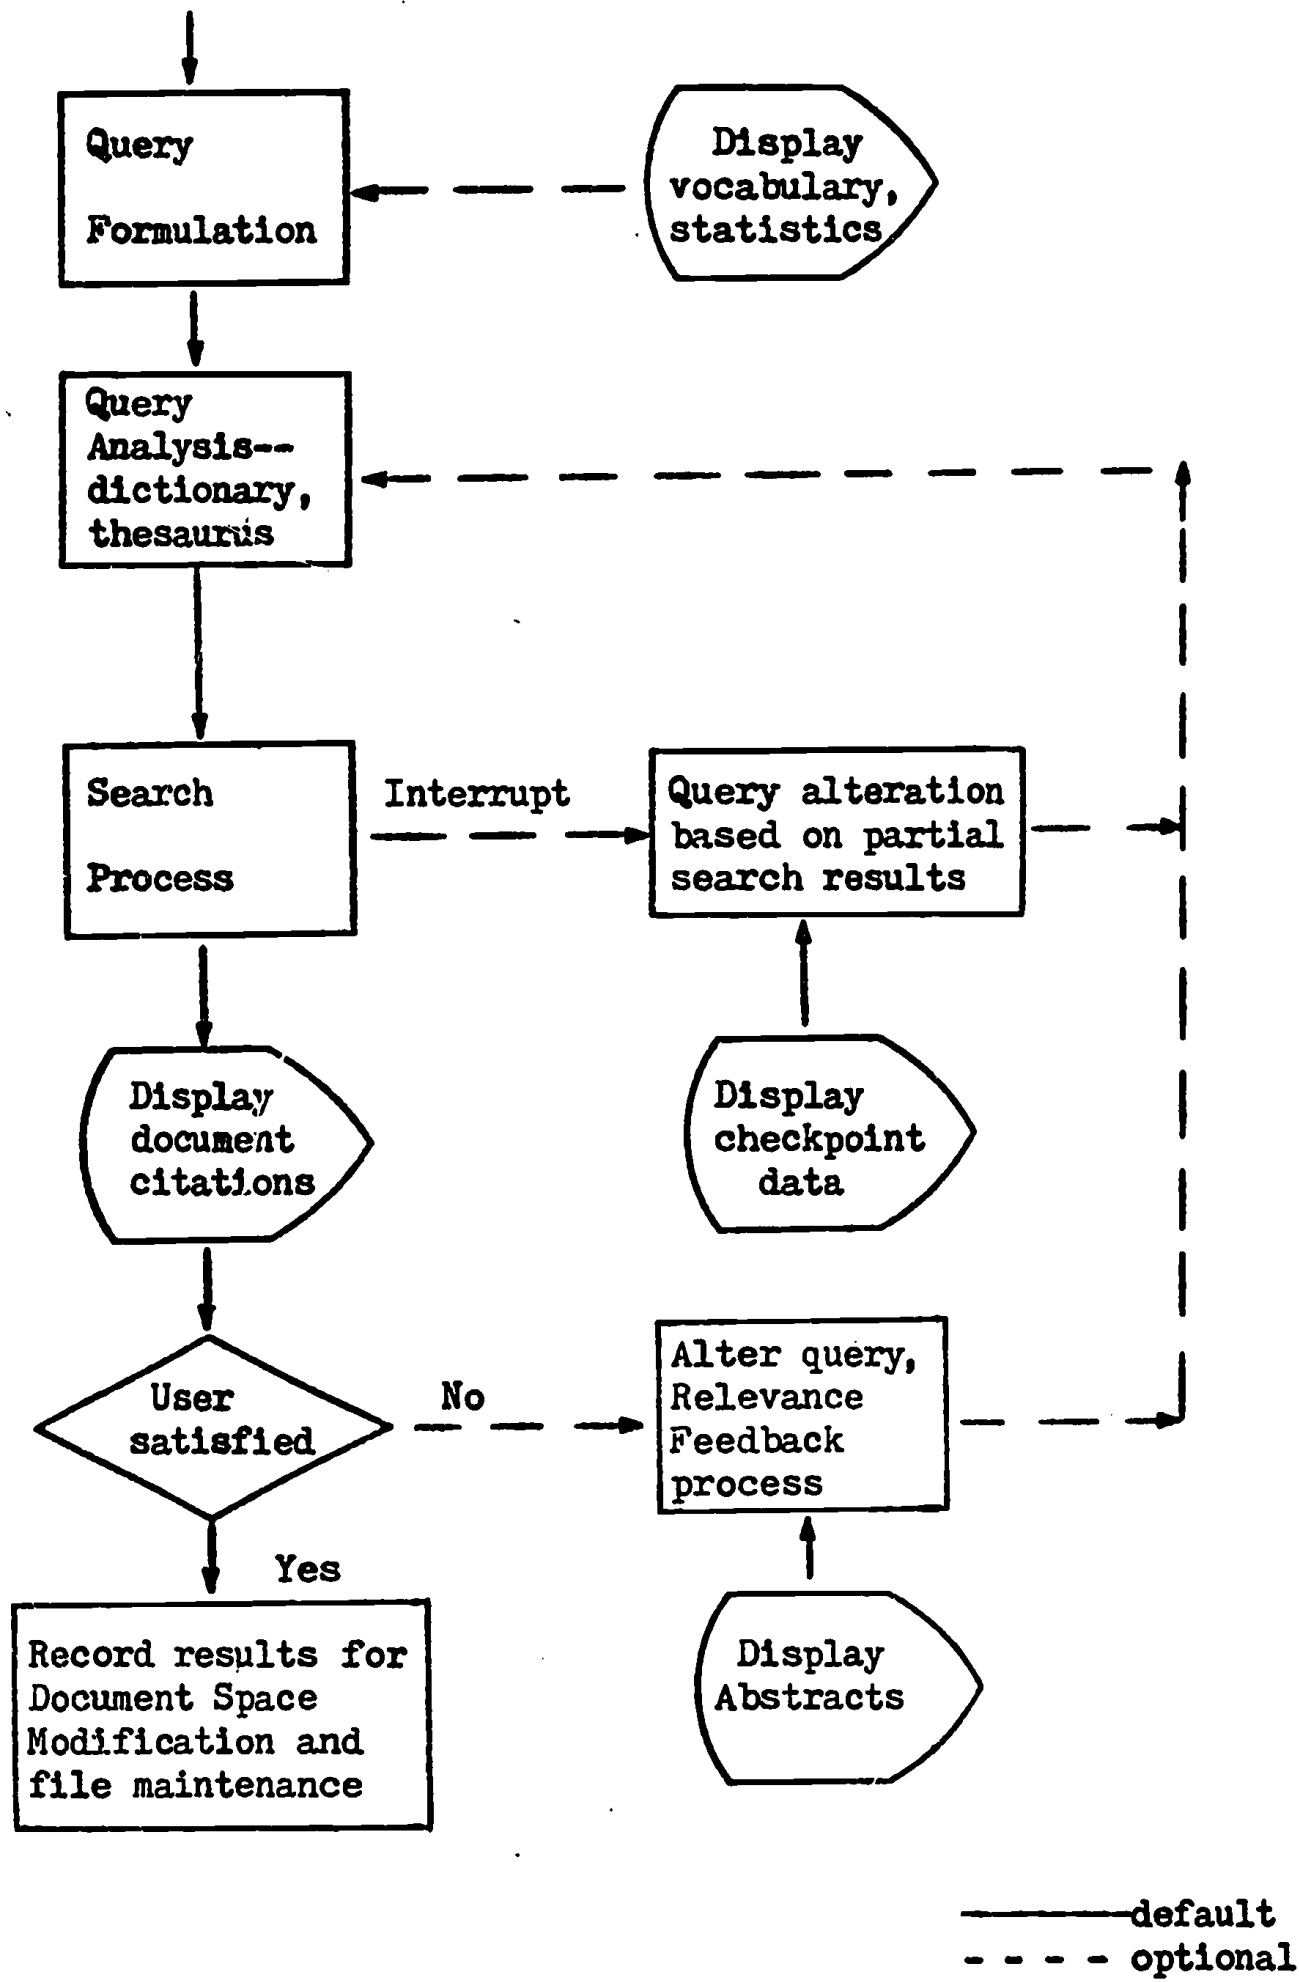 Query
Formulation
Display
vocabulary,
statistics
Query
Analysis--
dictionary,
thesaurus
Search
Process
Interrupt
Query alteration
based on partial
search results
Display
document
citations
Display
checkpoint
data
User
satisfied
No
Alter query,
Relevance
Feedback
process
Yes
Record results for
Document Space
Modification and
file maintenance
Display
Abstracts
default
optional